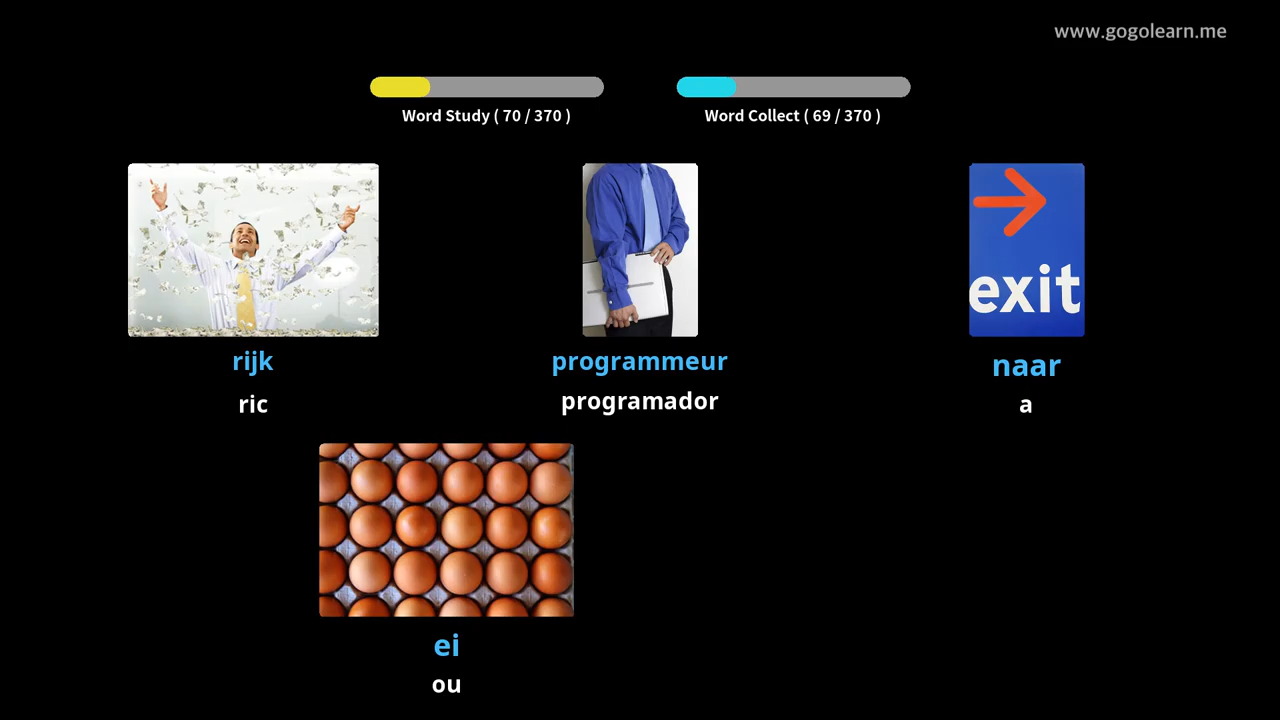 www.gogolearn.me
Word Study ( 70 / 370 )
Word Collect ( 69 / 370 )
exit
rijk
programmeur
naar
ric
programador
a
ei
ou